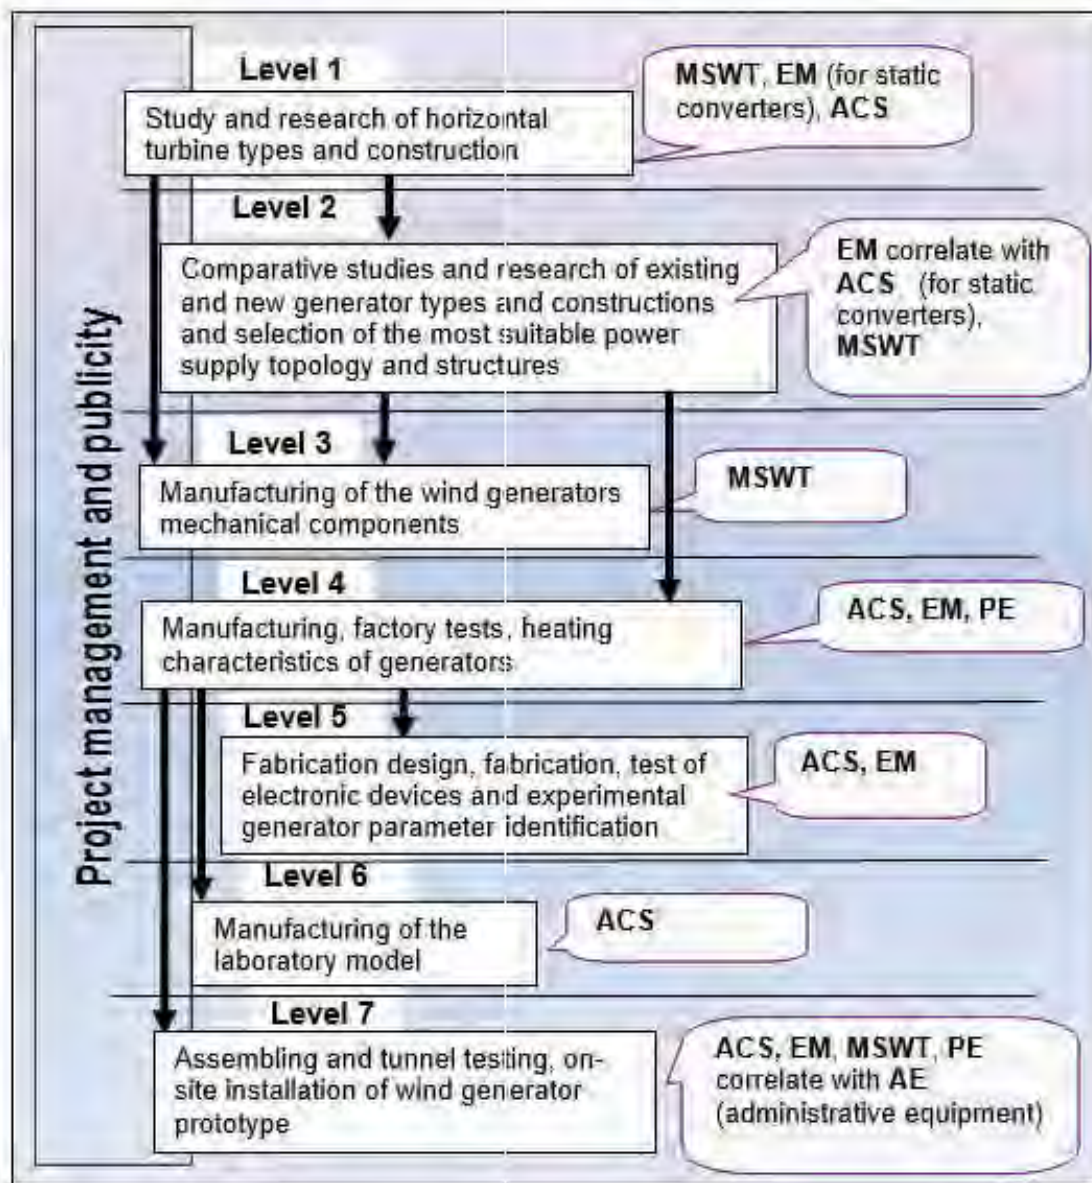 Project management and publicity
Level 1
Study and research of horizontal
turbine types and construction
MSWT, EM (for static
converters), ACS
Level 2
Comparative studies and research of existing
and new generator types and constructions
and selection of the most suitable power
supply topology and structures
EM correlate with
ACS (for static
converters),
MSWT
Level 3
Manufacturing of the wind generators
mechanical components
MSWT
Level 4
Manufacturing, factory tests, heating
characteristics of generators
ACS, EM, PE
Level 5
Fabrication design, fabrication, test of
electronic devices and experimental
generator parameter identification
ACS, EM
Level 6
Manufacturing of the
laboratory model
ACS
Level 7
Assembling and tunnel testing, on-
site installation of wind generator
prototype
ACS, EM, MSWT, PE
correlate with AE
(administrative equipment)